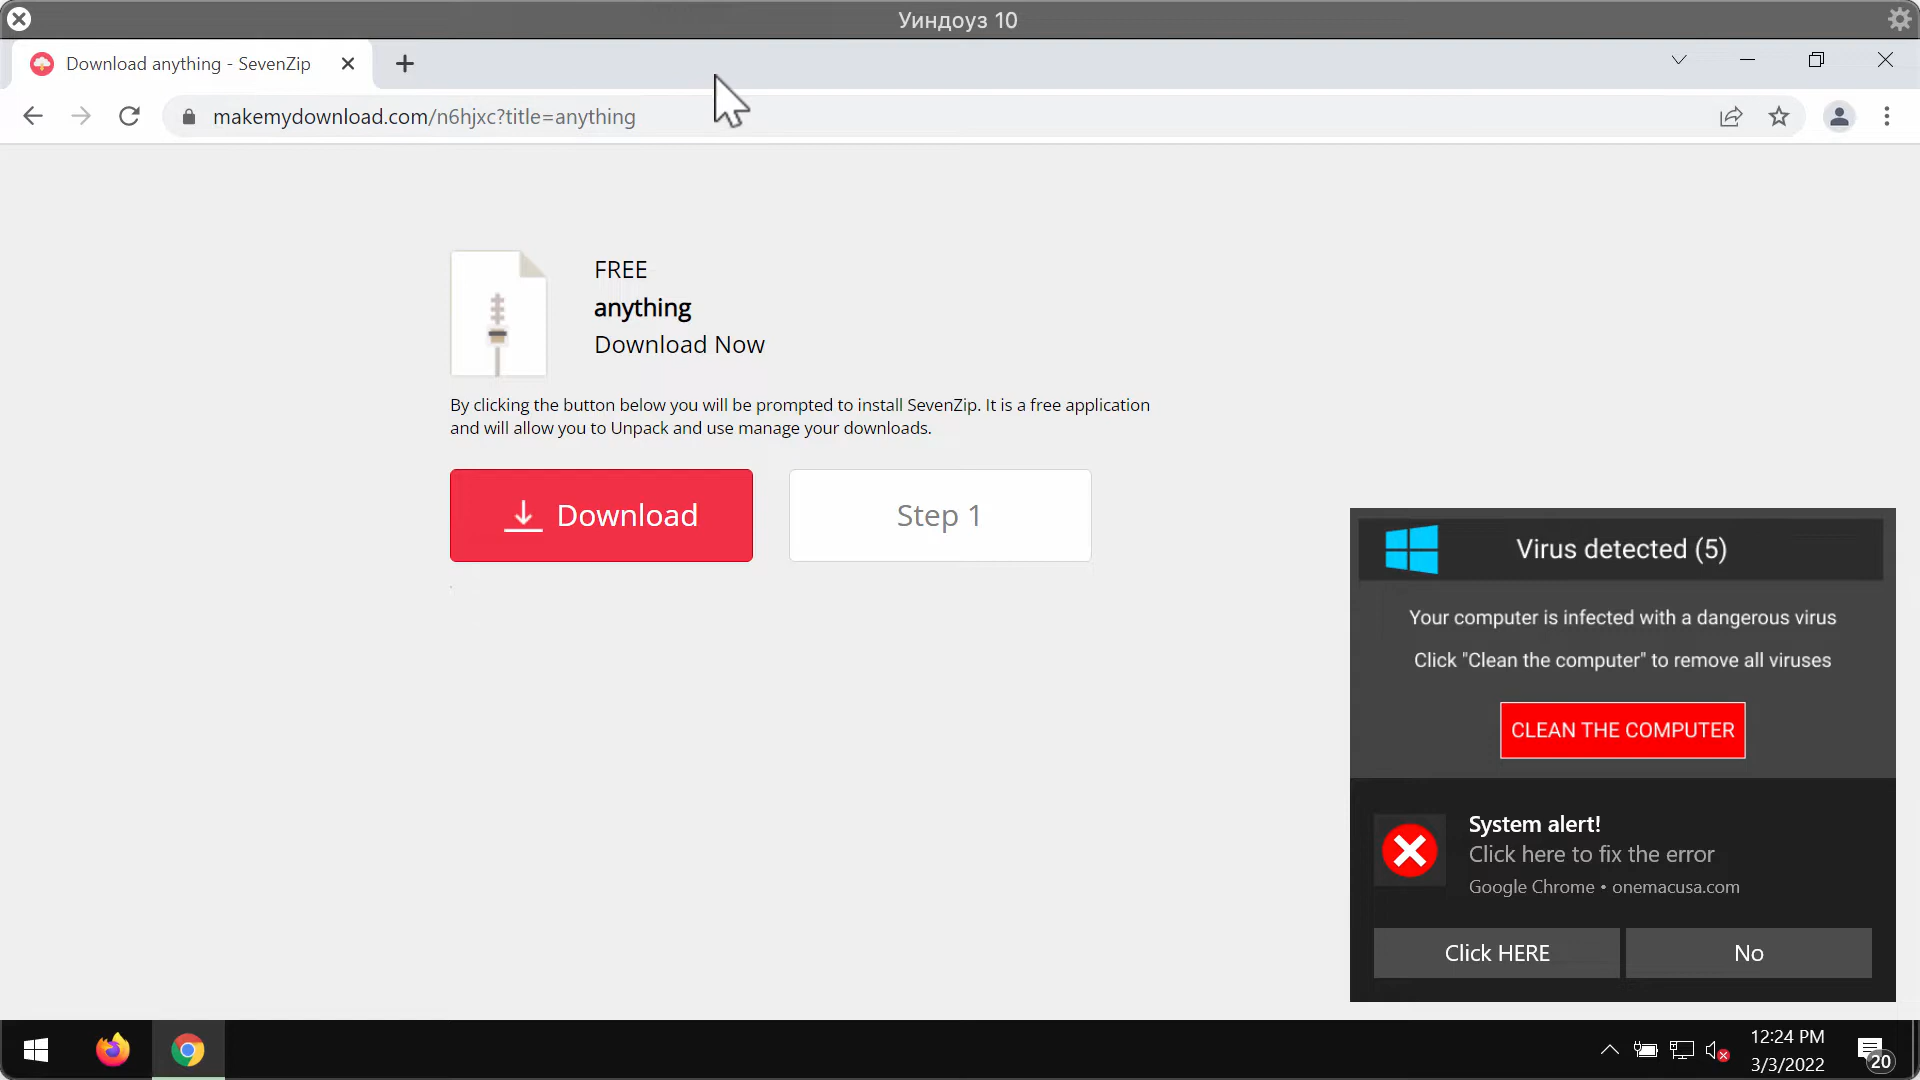 Уиндоуз 10
Download anything - SevenZip
makemydownload.com/n6hjxc?title=anything
FREE
anything
Download Now
By clicking the button below you will be prompted to install SevenZip. It is a free application
and will allow you to Unpack and use manage your downloads.
Download
Step 1
Virus detected (5)
Your computer is infected with a dangerous virus
Click "Clean the computer" to remove all viruses
CLEAN THE COMPUTER
System alert!
Click here to fix the error
Google Chrome • onemacusa.com
Click HERE
No
12:24 PM
3/3/2022
20